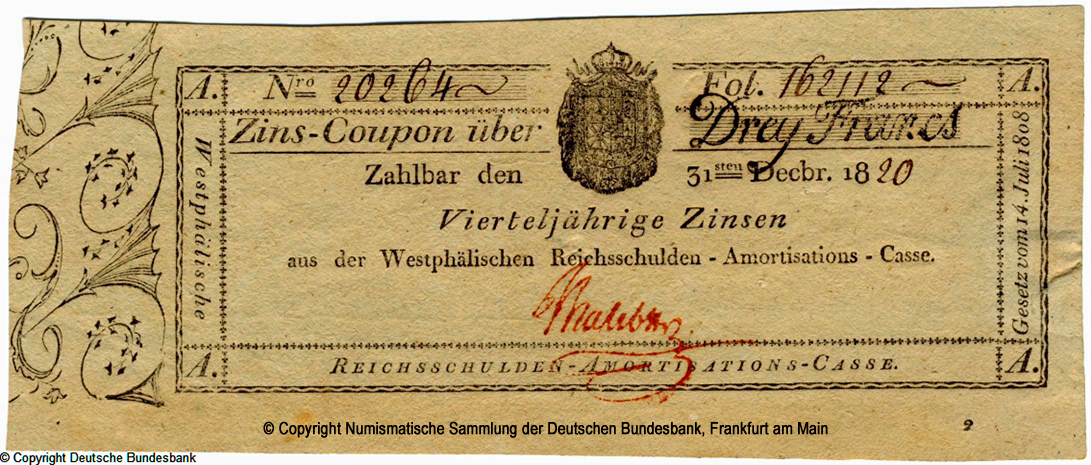 A. Nro 20264 Fol. 162112 A.
Zins-Coupon über Drey Francs
Zahlbar den 31sten Decbr. 1820
Vierteljährige Zinsen
aus der Westphälischen Reichsschulden - Amortisations - Casse.
Westphälische
Gesetz vom 14. Juli 1808
A. REICHSSCHULDEN-AMORTISATIONS-CASSE. A.
© Copyright Numismatische Sammlung der Deutschen Bundesbank, Frankfurt am Main
9
© Copyright Deutsche Bundesbank